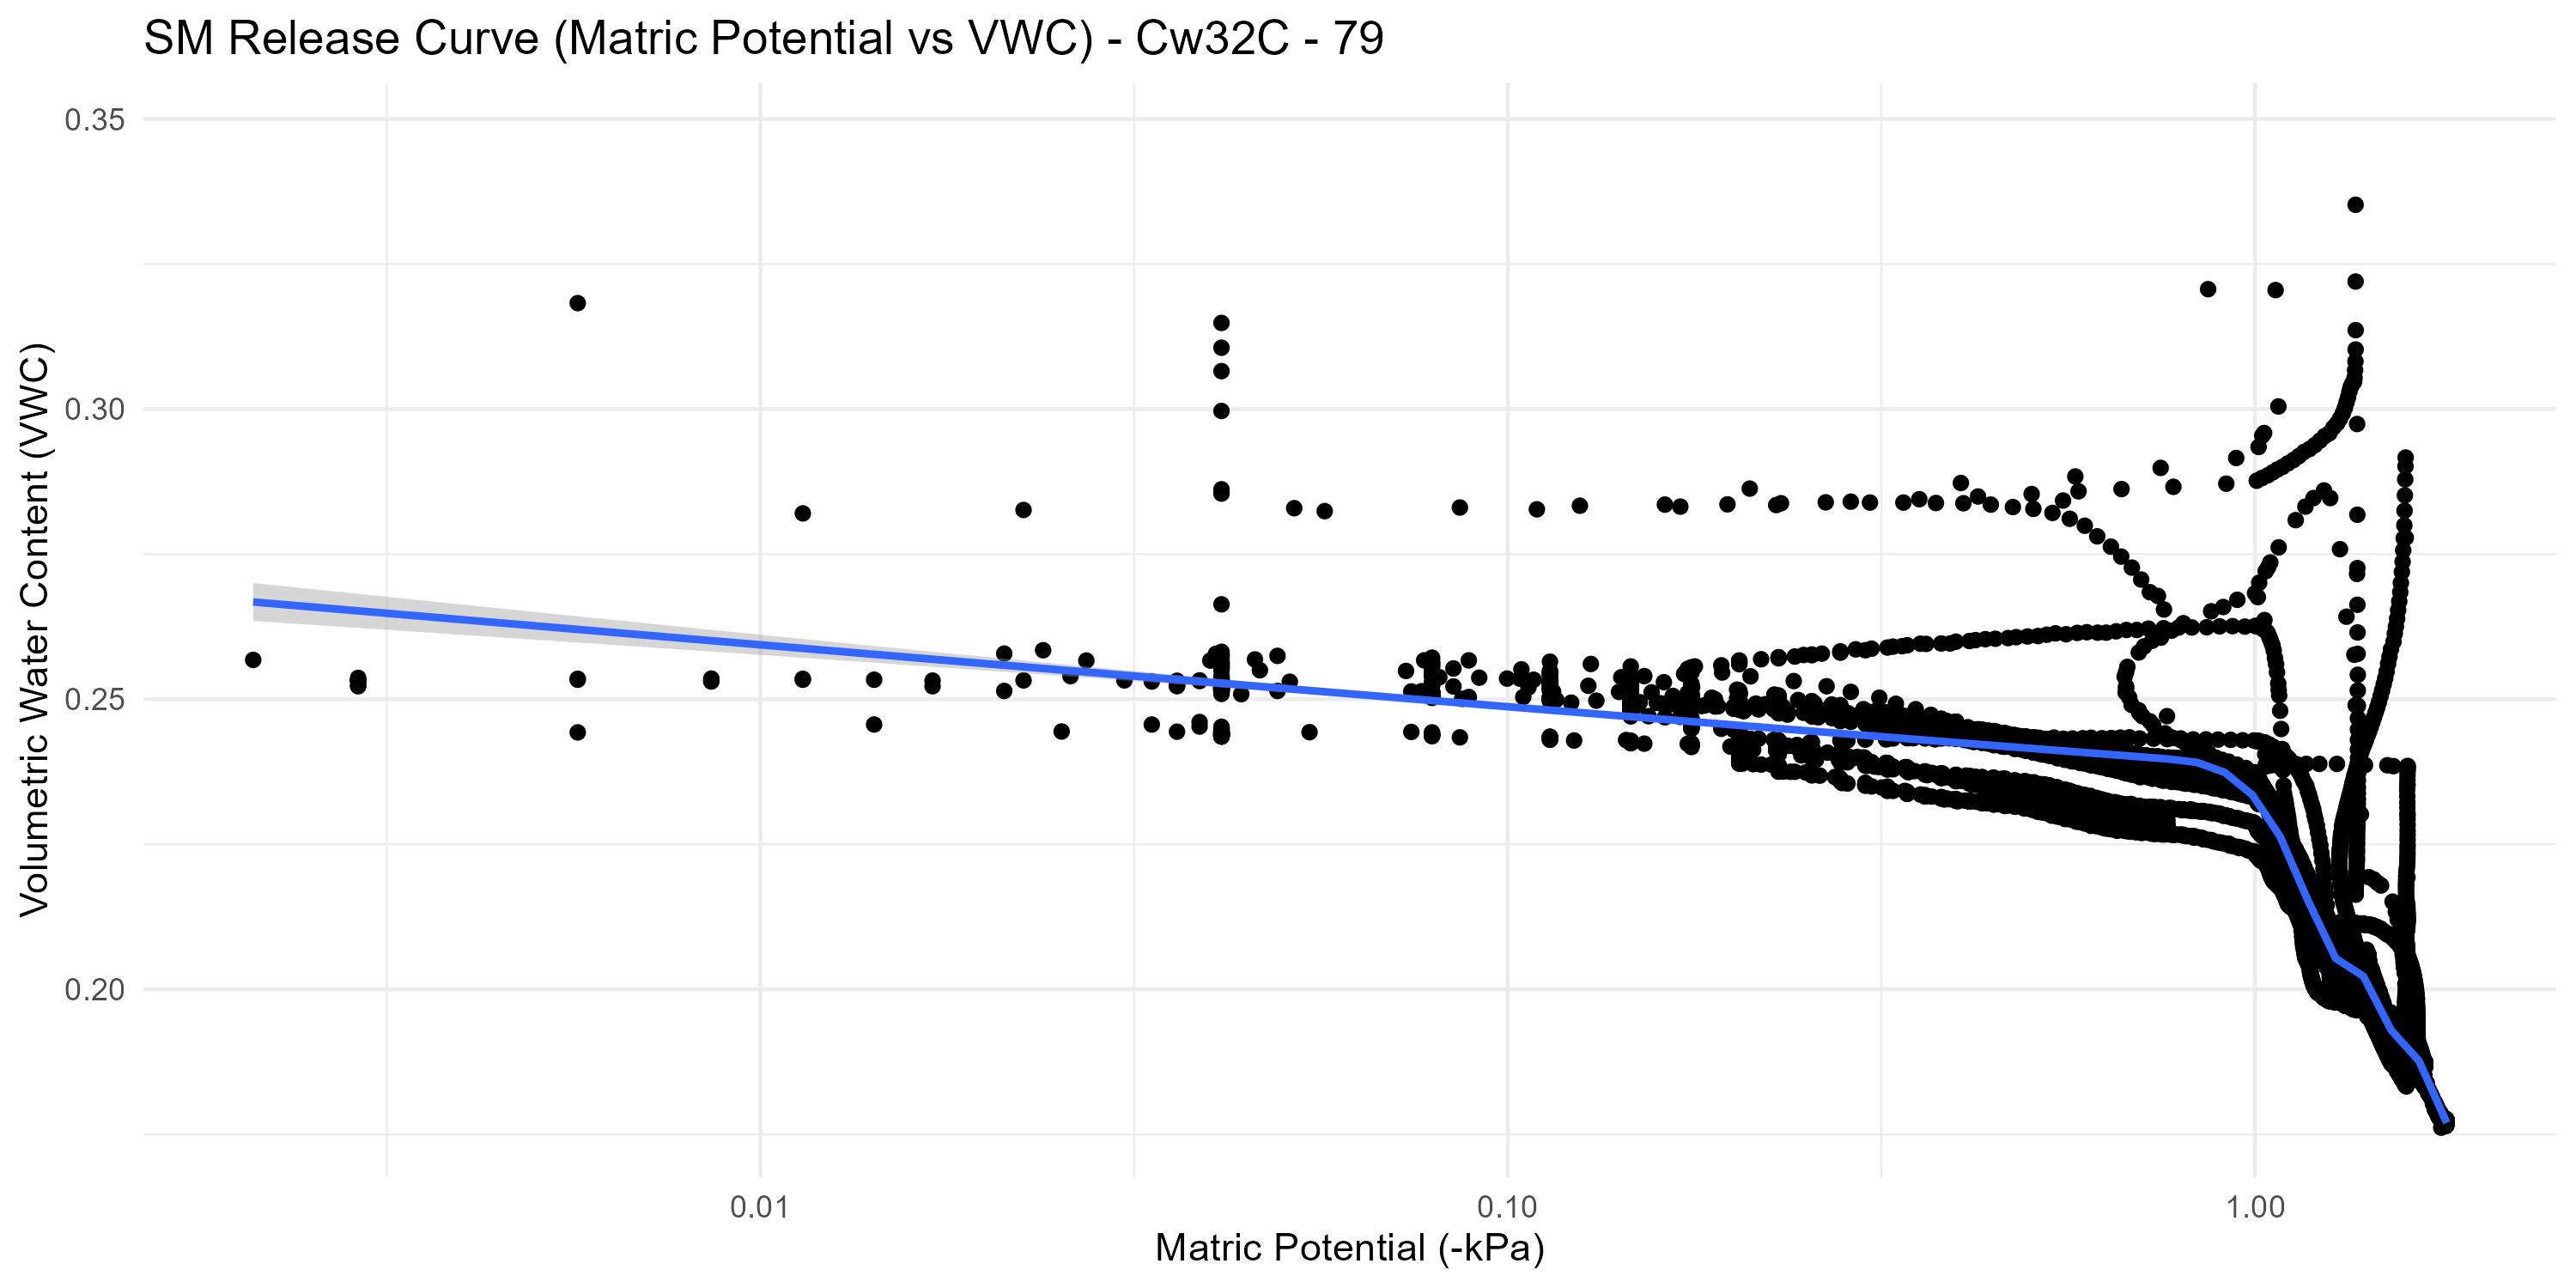 SM Release Curve (Matric Potential vs VWC) - Cw32C - 79
Volumetric Water Content (VWC)
0.35
0.30
0.25
0.20
0.01
0.10
1.00
Matric Potential (-kPa)